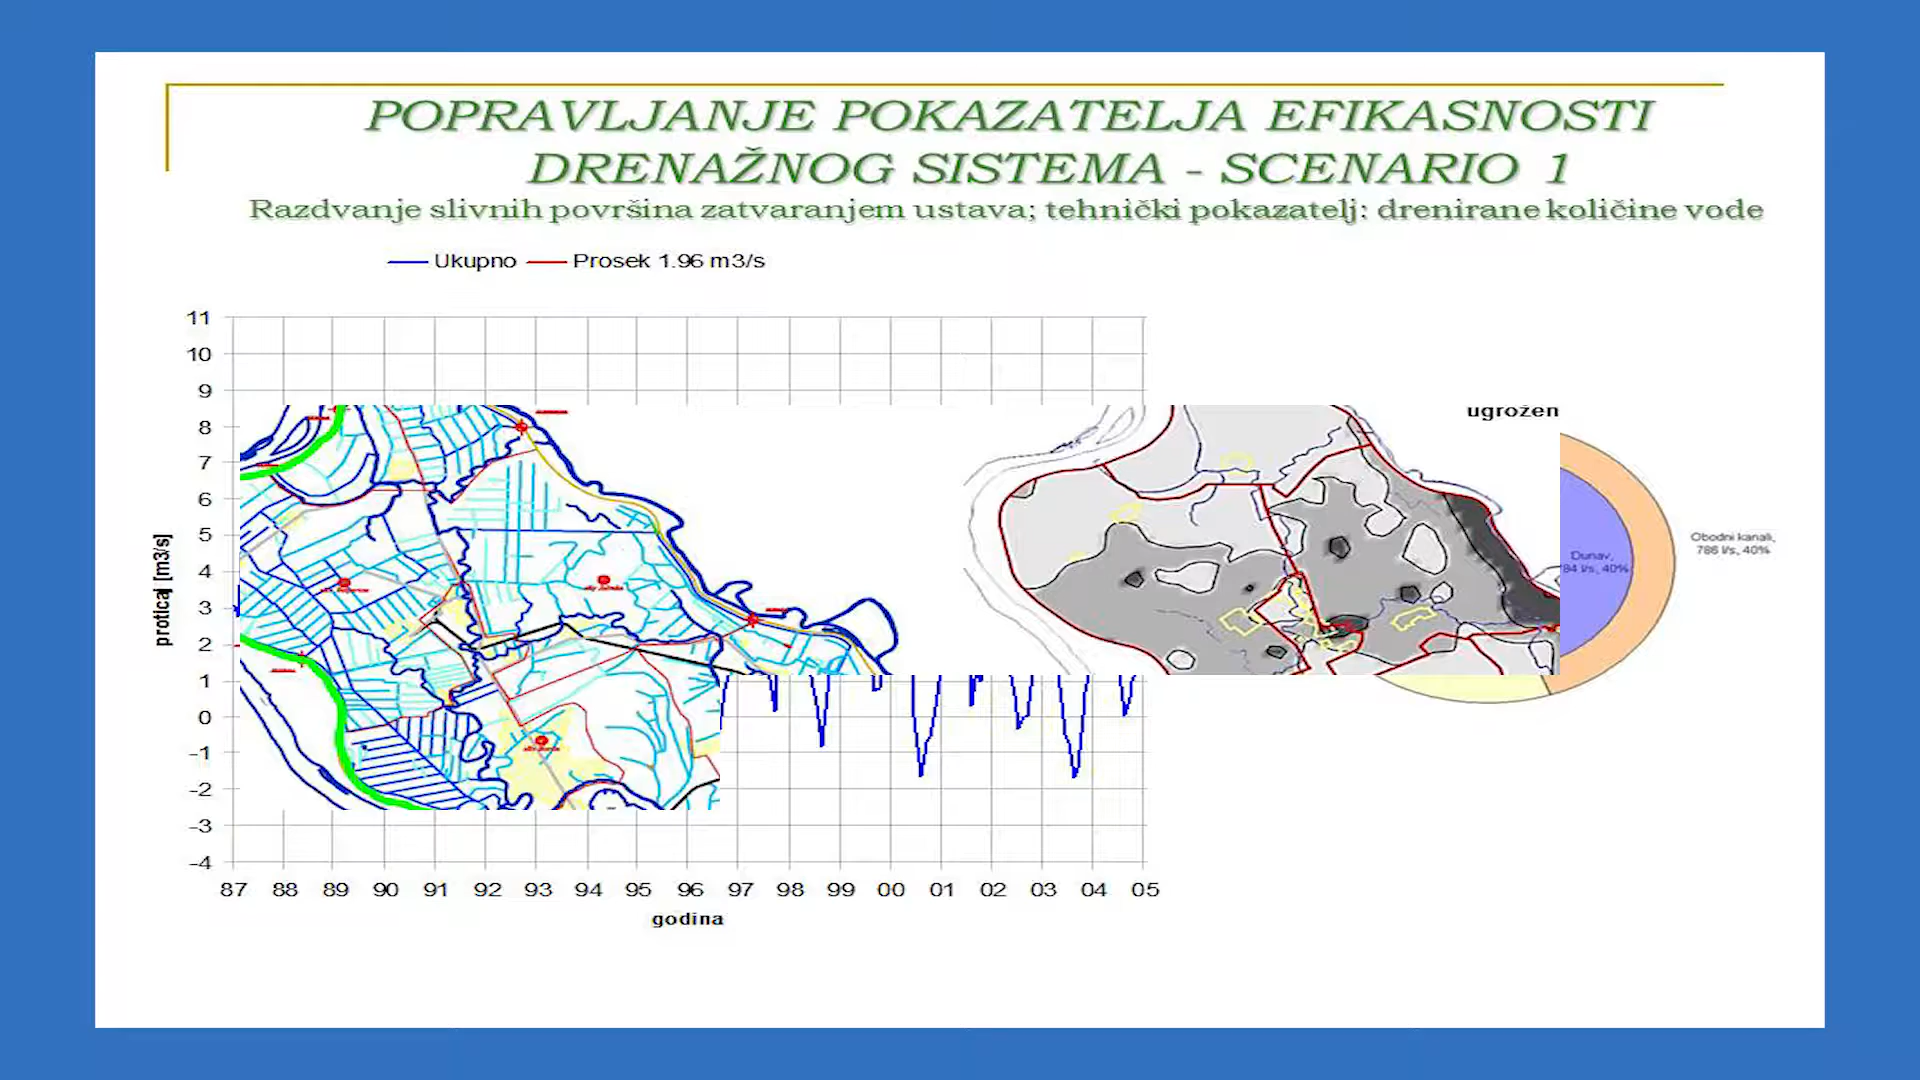 POPRAVLJANJE POKAZATELJA EFIKASNOSTI
DRENAŽNOG SISTEMA - SCENARIO 1
Razdvanje slivnih površina zatvaranjem ustava; tehnički pokazatelj: drenirane količine vode
Ukupno Prosek 1.96 m3/s
11
10
9
8
7
6
5
4
3
2
1
0
-1
-2
-3
-4
proticaj [m3/s]
87 88 89 90 91 92 93 94 95 96 97 98 99 00 01 02 03 04 05
godina
ugrožen
Obodni kanali,
786 l/s, 40%
Dunav,
84 l/s, 40%